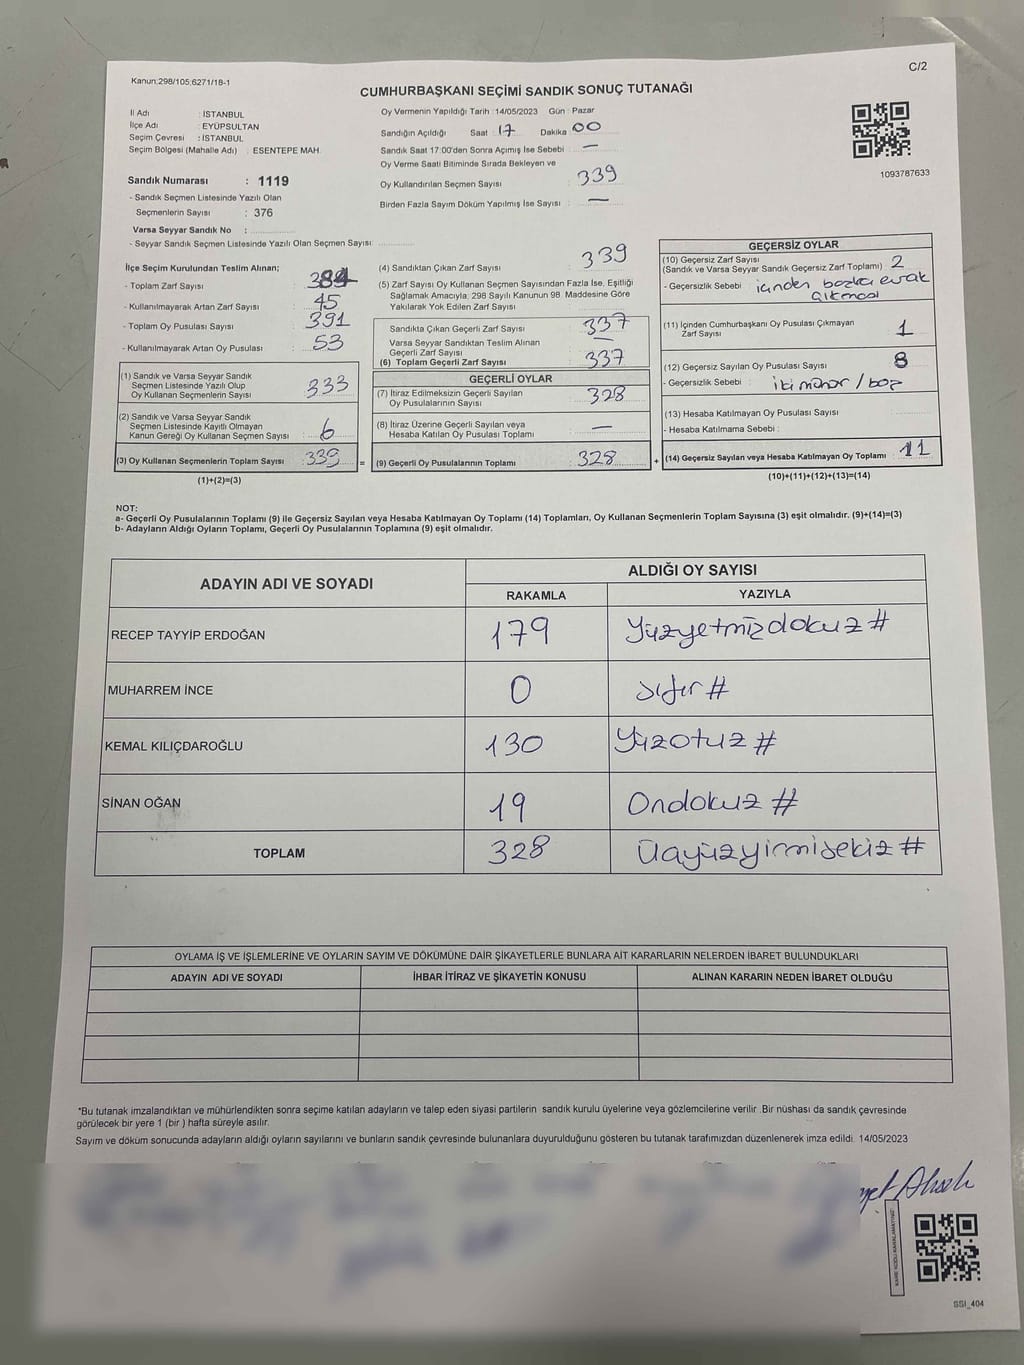 Kanun:298/105;6271/18-1
C/2
CUMHURBAŞKANI SEÇİMİ SANDIK SONUÇ TUTANAĞI
İl Adı : İSTANBUL
İlçe Adı : EYÜPSULTAN
Seçim Çevresi : İSTANBUL
Seçim Bölgesi (Mahalle Adı) : ESENTEPE MAH.
Sandık Numarası : 1119
- Sandık Seçmen Listesinde Yazılı Olan
Seçmenlerin Sayısı : 376
Varsa Seyyar Sandık No :
- Seyyar Sandık Seçmen Listesinde Yazılı Olan Seçmen Sayısı:
Oy Vermenin Yapıldığı Tarih : 14/05/2023 Gün : Pazar
Sandığın Açıldığı Saat : 17 Dakika 00
Sandık Saat 17:00'den Sonra Açımış İse Sebebi : —
Oy Verme Saati Bitiminde Sırada Bekleyen ve
Oy Kullandırılan Seçmen Sayısı : 339
Birden Fazla Sayım Döküm Yapılmış İse Sayısı : —
1093787633
İlçe Seçim Kurulundan Teslim Alınan;
- Toplam Zarf Sayısı :
- Kullanılmayarak Artan Zarf Sayısı : 45
- Toplam Oy Pusulası Sayısı : 391
- Kullanılmayarak Artan Oy Pusulası : 53
(1) Sandık ve Varsa Seyyar Sandık
Seçmen Listesinde Yazılı Olup
Oy Kullanan Seçmenlerin Sayısı : 333
(2) Sandık ve Varsa Seyyar Sandık
Seçmen Listesinde Kayıtlı Olmayan
Kanun Gereği Oy Kullanan Seçmen Sayısı : 6
(3) Oy Kullanan Seçmenlerin Toplam Sayısı : 339 =
(1)+(2)=(3)
(4) Sandıktan Çıkan Zarf Sayısı : 339
(5) Zarf Sayısı Oy Kullanan Seçmen Sayısından Fazla İse, Eşitliği
Sağlamak Amacıyla, 298 Sayılı Kanunun 98. Maddesine Göre
Yakılarak Yok Edilen Zarf Sayısı :
Sandıkta Çıkan Geçerli Zarf Sayısı : 337
Varsa Seyyar Sandıktan Teslim Alınan
Geçerli Zarf Sayısı : —
(6) Toplam Geçerli Zarf Sayısı : 337
GEÇERLİ OYLAR
(7) İtiraz Edilmeksizin Geçerli Sayılan
Oy Pusulalarının Sayısı : 328
(8) İtiraz Üzerine Geçerli Sayılan veya
Hesaba Katılan Oy Pusulası Toplamı : —
(9) Geçerli Oy Pusulalarının Toplamı : 328 +
GEÇERSİZ OYLAR
(10) Geçersiz Zarf Sayısı
(Sandık ve Varsa Seyyar Sandık Geçersiz Zarf Toplamı) : 2
- Geçersizlik Sebebi : içinden başka evrak
çıkması
(11) İçinden Cumhurbaşkanı Oy Pusulası Çıkmayan
Zarf Sayısı : 1
(12) Geçersiz Sayılan Oy Pusulası Sayısı : 8
- Geçersizlik Sebebi : iki mühür / boş
(13) Hesaba Katılmayan Oy Pusulası Sayısı :
- Hesaba Katılmama Sebebi :
(14) Geçersiz Sayılan veya Hesaba Katılmayan Oy Toplamı : 11
(10)+(11)+(12)+(13)=(14)
NOT:
a- Geçerli Oy Pusulalarının Toplamı (9) ile Geçersiz Sayılan veya Hesaba Katılmayan Oy Toplamı (14) Toplamları, Oy Kullanan Seçmenlerin Toplam Sayısına (3) eşit olmalıdır. (9)+(14)=(3)
b- Adayların Aldığı Oyların Toplamı, Geçerli Oy Pusulalarının Toplamına (9) eşit olmalıdır.
ADAYIN ADI VE SOYADI
ALDIĞI OY SAYISI
RAKAMLA YAZIYLA
RECEP TAYYİP ERDOĞAN 179 Yüzyetmişdokuz #
MUHARREM İNCE 0 sıfır #
KEMAL KILIÇDAROĞLU 130 Yüzotuz #
SİNAN OĞAN 19 Ondokuz #
TOPLAM 328 Üçyüzyirmisekiz #
OYLAMA İŞ VE İŞLEMLERİNE VE OYLARIN SAYIM VE DÖKÜMÜNE DAİR ŞİKAYETLERLE BUNLARA AİT KARARLARIN NELERDEN İBARET BULUNDUKLARI
ADAYIN ADI VE SOYADI İHBAR İTİRAZ VE ŞİKAYETİN KONUSU ALINAN KARARIN NEDEN İBARET OLDUĞU
*Bu tutanak imzalandıktan ve mühürlendikten sonra seçime katılan adayların ve talep eden siyasi partilerin sandık kurulu üyelerine veya gözlemcilerine verilir .Bir nüshası da sandık çevresinde
görülecek bir yere 1 (bir ) hafta süreyle asılır.
Sayım ve döküm sonucunda adayların aldığı oyların sayılarını ve bunların sandık çevresinde bulunanlara duyurulduğunu gösteren bu tutanak tarafımızdan düzenlenerek imza edildi. 14/05/2023
SSI_404